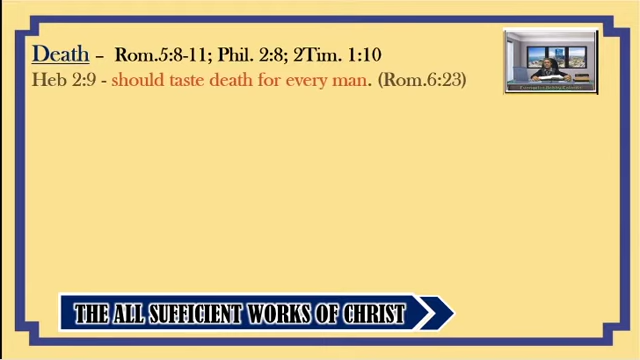 Death – Rom.5:8-11; Phil. 2:8; 2Tim. 1:10
Heb 2:9 - should taste death for every man. (Rom.6:23)
THE ALL SUFFICIENT WORKS OF CHRIST